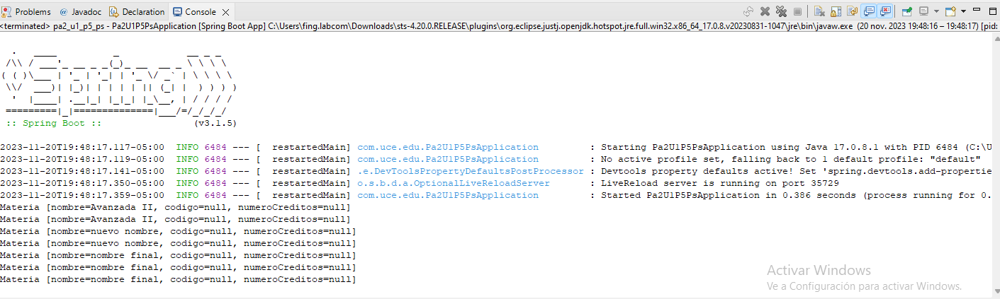 Problems @ Javadoc Declaration Console
<terminated> pa2_u1_p5_ps - Pa2U1P5PsApplication [Spring Boot App] C:\Users\fing.labcom\Downloads\sts-4.20.0.RELEASE\plugins\org.eclipse.justj.openjdk.hotspot.jre.full.win32.x86_64_17.0.8.v20230831-1047\jre\bin\javaw.exe (20 nov. 2023 19:48:16 – 19:48:17) [pid:
Spring
:: Spring Boot :: (v3.1.5)
2023-11-20T19:48:17.117-05:00 INFO 6484 --- [ restartedMain] com.uce.edu.Pa2U1P5PsApplication : Starting Pa2U1P5PsApplication using Java 17.0.8.1 with PID 6484 (C:\U
2023-11-20T19:48:17.119-05:00 INFO 6484 --- [ restartedMain] com.uce.edu.Pa2U1P5PsApplication : No active profile set, falling back to 1 default profile: "default"
2023-11-20T19:48:17.141-05:00 INFO 6484 --- [ restartedMain] .e.DevToolsPropertyDefaultsPostProcessor : Devtools property defaults active! Set 'spring.devtools.add-propertie
2023-11-20T19:48:17.350-05:00 INFO 6484 --- [ restartedMain] o.s.b.d.a.OptionalLiveReloadServer : LiveReload server is running on port 35729
2023-11-20T19:48:17.359-05:00 INFO 6484 --- [ restartedMain] com.uce.edu.Pa2U1P5PsApplication : Started Pa2U1P5PsApplication in 0.386 seconds (process running for 0.
Materia [nombre=Avanzada II, codigo=null, numeroCreditos=null]
Materia [nombre=Avanzada II, codigo=null, numeroCreditos=null]
Materia [nombre=nuevo nombre, codigo=null, numeroCreditos=null]
Materia [nombre=nuevo nombre, codigo=null, numeroCreditos=null]
Materia [nombre=nombre final, codigo=null, numeroCreditos=null]
Materia [nombre=nombre final, codigo=null, numeroCreditos=null]
Materia [nombre=nombre final, codigo=null, numeroCreditos=null]
Activar Windows
Ve a Configuración para activar Windows.